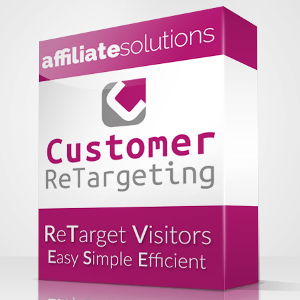 affiliatesolutions
Customer
ReTargeting
ReTarget Visitors
Easy Simple Efficient